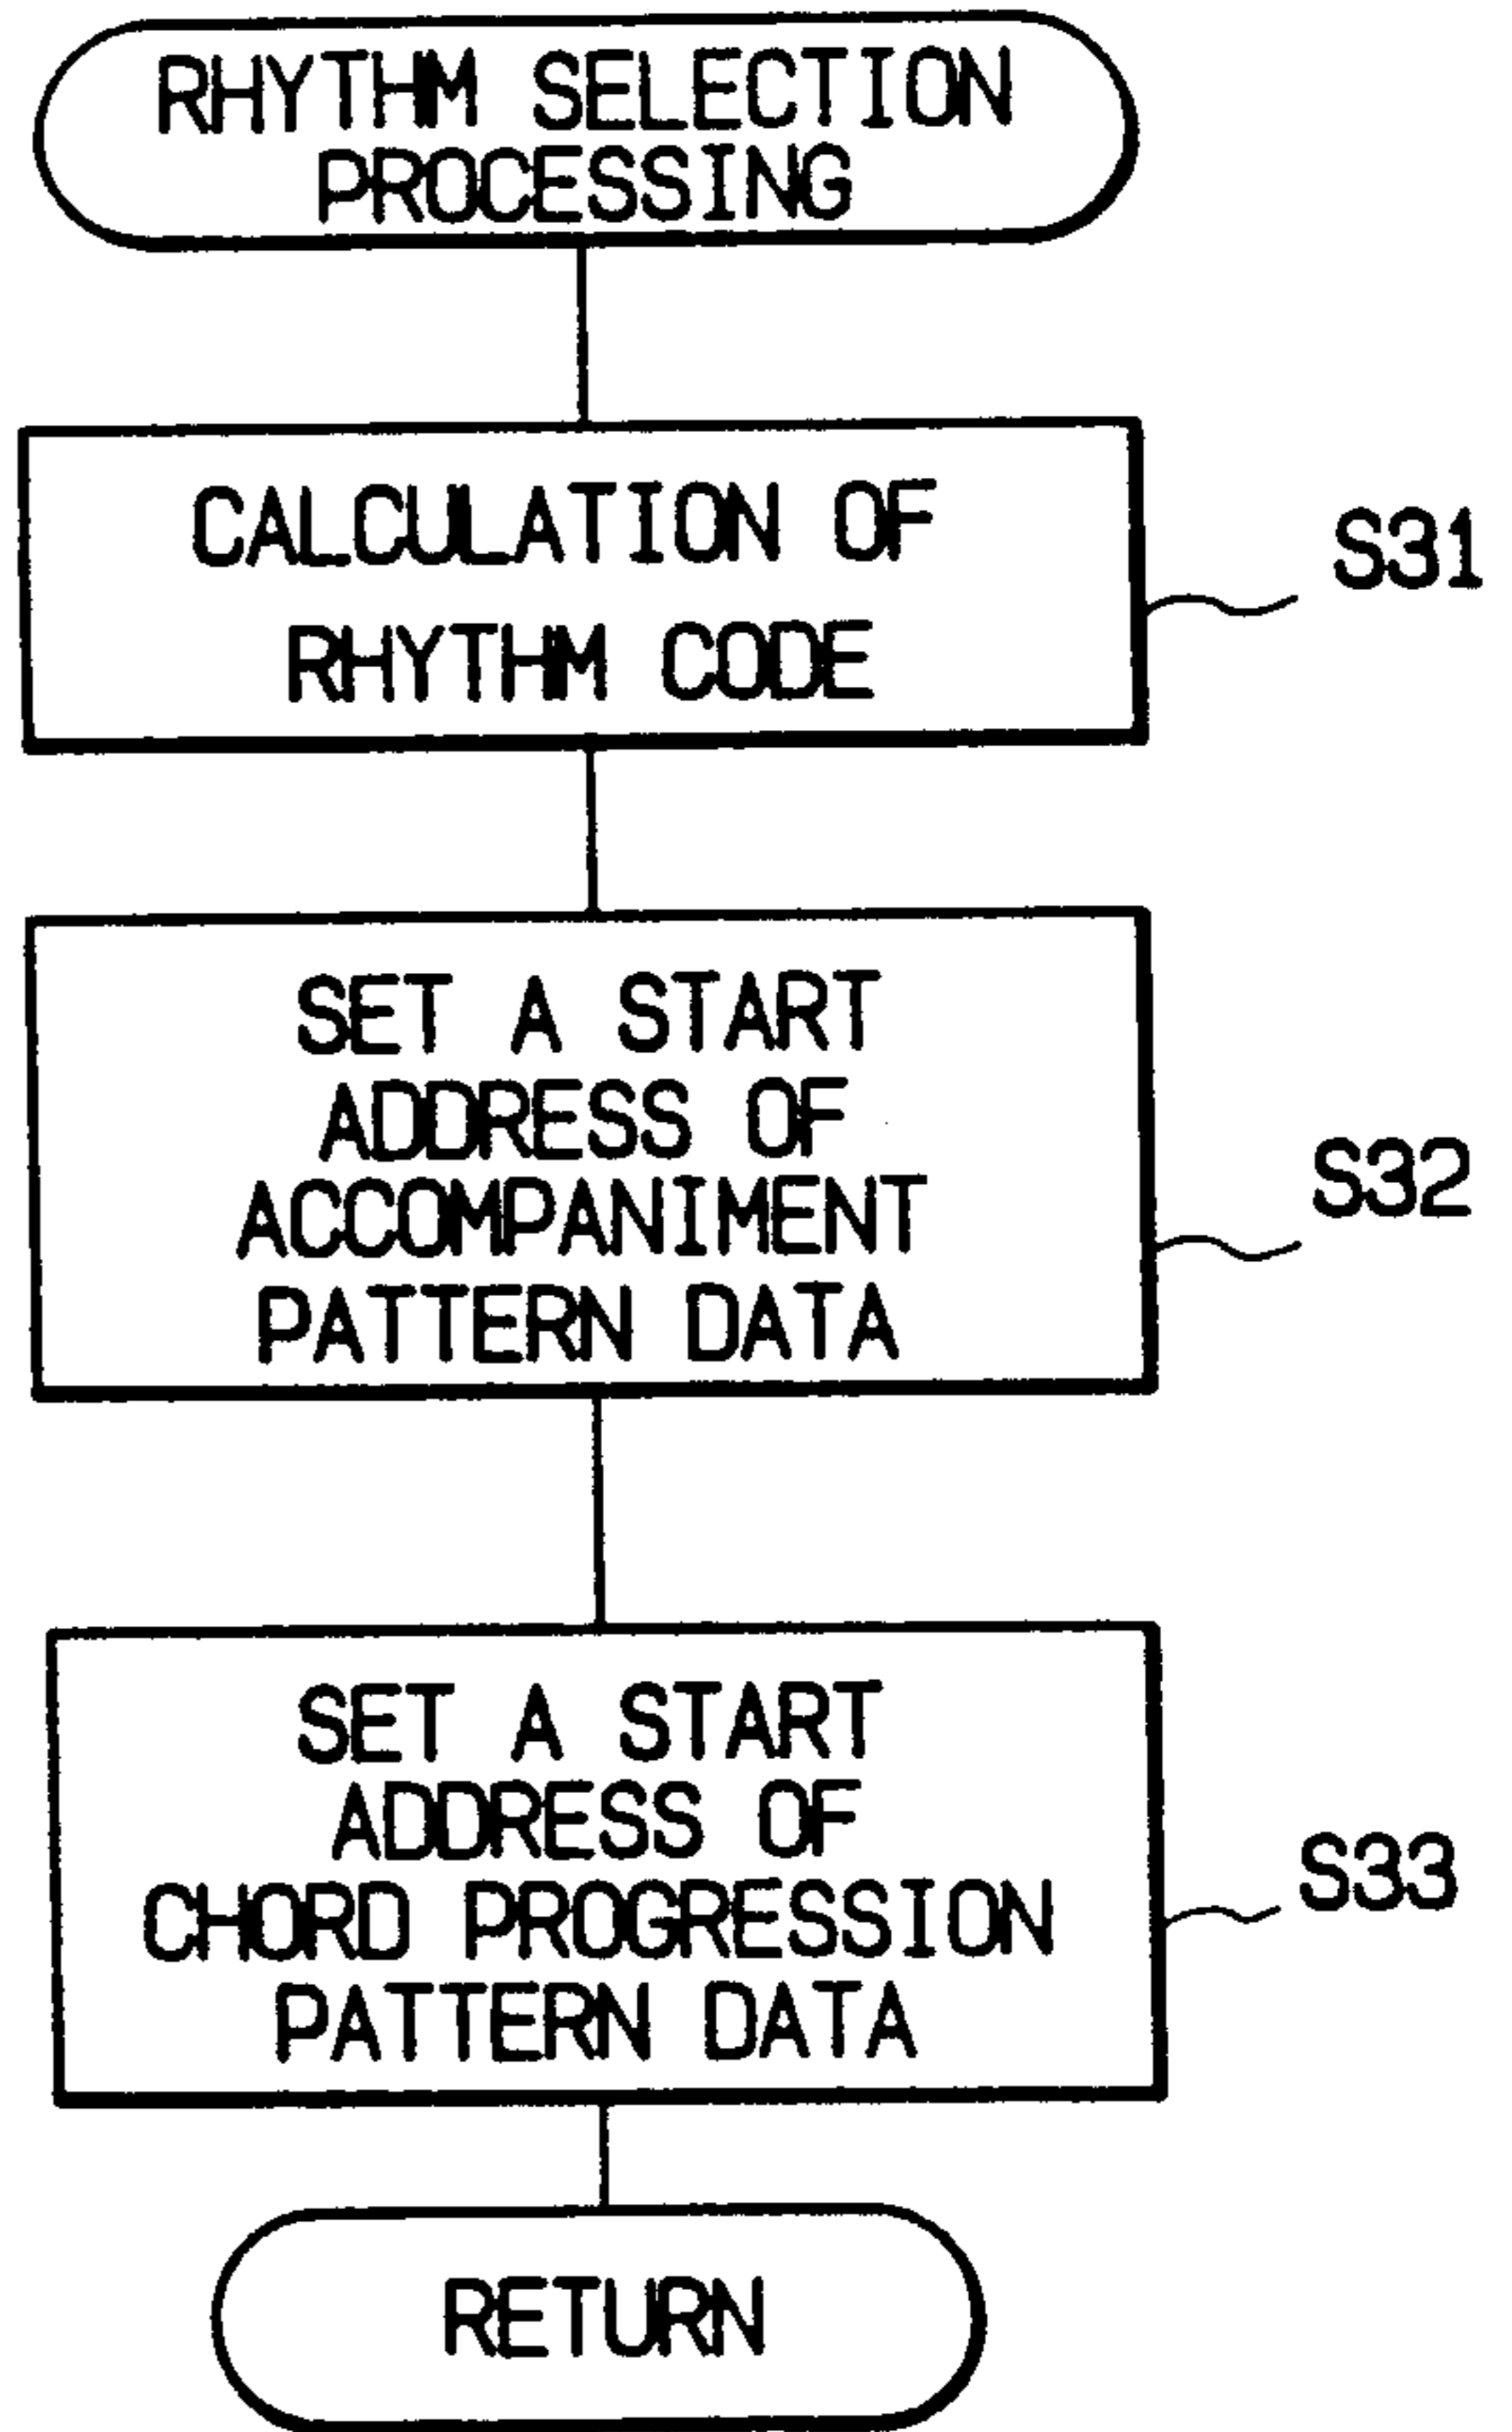 RHYTHM SELECTION
PROCESSING
CALCULATION OF
RHYTHM CODE
S31
SET A START
ADDRESS OF
ACCOMPANIMENT
PATTERN DATA
S32
SET A START
ADDRESS OF
CHORD PROGRESSION
PATTERN DATA
S33
RETURN